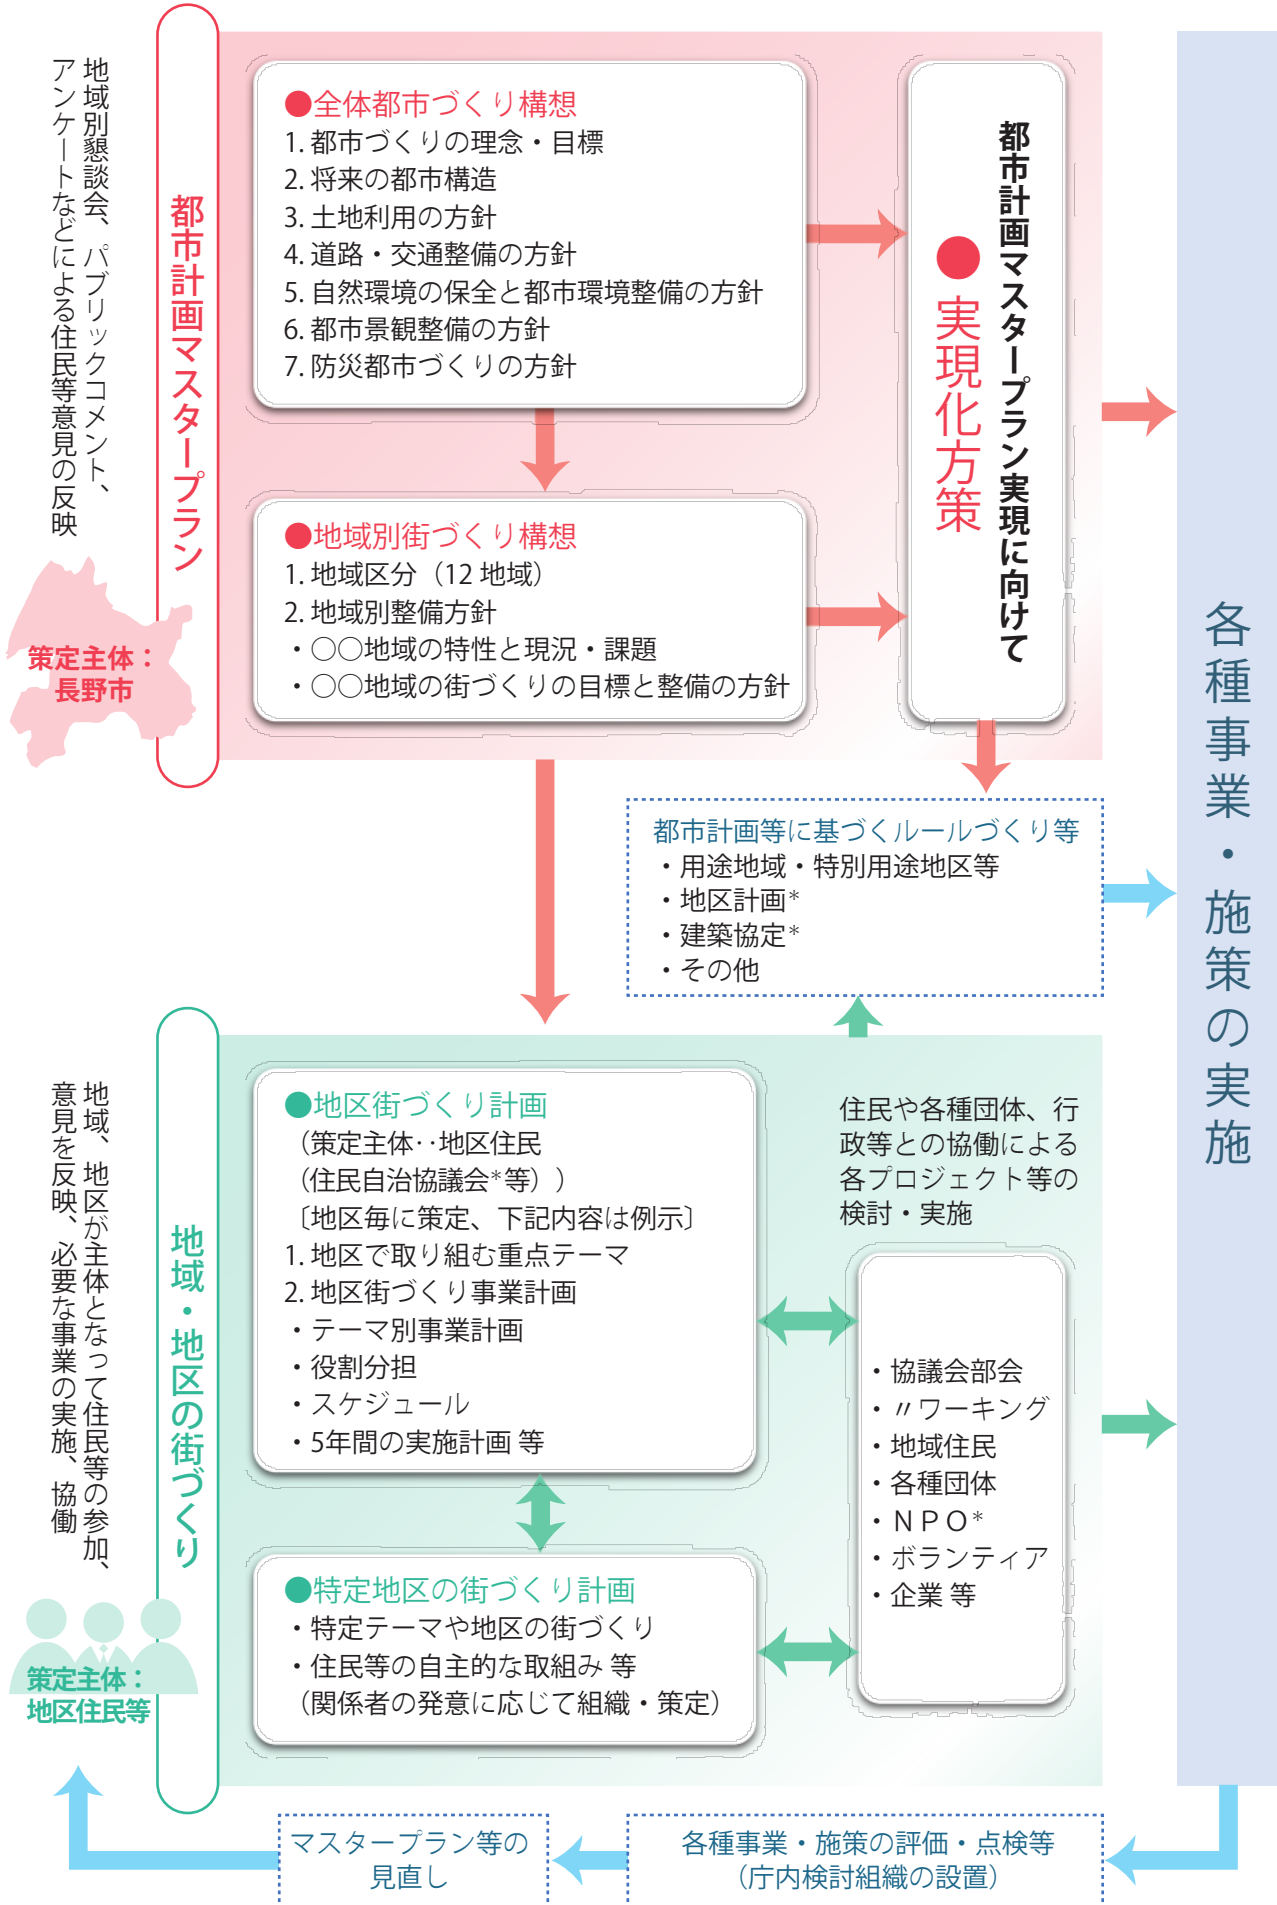 地域別懇談会、パブリックコメント、
アンケートなどによる住民等意見の反映
策定主体：
長野市
都市計画マスタープラン
●全体都市づくり構想
1. 都市づくりの理念・目標
2. 将来の都市構造
3. 土地利用の方針
4. 道路・交通整備の方針
5. 自然環境の保全と都市環境整備の方針
6. 都市景観整備の方針
7. 防災都市づくりの方針
●地域別街づくり構想
1. 地域区分（12 地域）
2. 地域別整備方針
・○○地域の特性と現況・課題
・○○地域の街づくりの目標と整備の方針
都市計画マスタープラン実現に向けて
●実現化方策
都市計画等に基づくルールづくり等
・用途地域・特別用途地区等
・地区計画*
・建築協定*
・その他
各種事業・施策の実施
地域、地区が主体となって住民等の参加、
意見を反映、必要な事業の実施、協働
策定主体：
地区住民等
地域・地区の街づくり
●地区街づくり計画
（策定主体‥地区住民
（住民自治協議会*等））
〔地区毎に策定、下記内容は例示〕
1. 地区で取り組む重点テーマ
2. 地区街づくり事業計画
・テーマ別事業計画
・役割分担
・スケジュール
・5年間の実施計画 等
●特定地区の街づくり計画
・特定テーマや地区の街づくり
・住民等の自主的な取組み 等
（関係者の発意に応じて組織・策定）
住民や各種団体、行
政等との協働による
各プロジェクト等の
検討・実施
・協議会部会
・〃ワーキング
・地域住民
・各種団体
・ＮＰＯ*
・ボランティア
・企業 等
各種事業・施策の評価・点検等
（庁内検討組織の設置）
マスタープラン等の
見直し